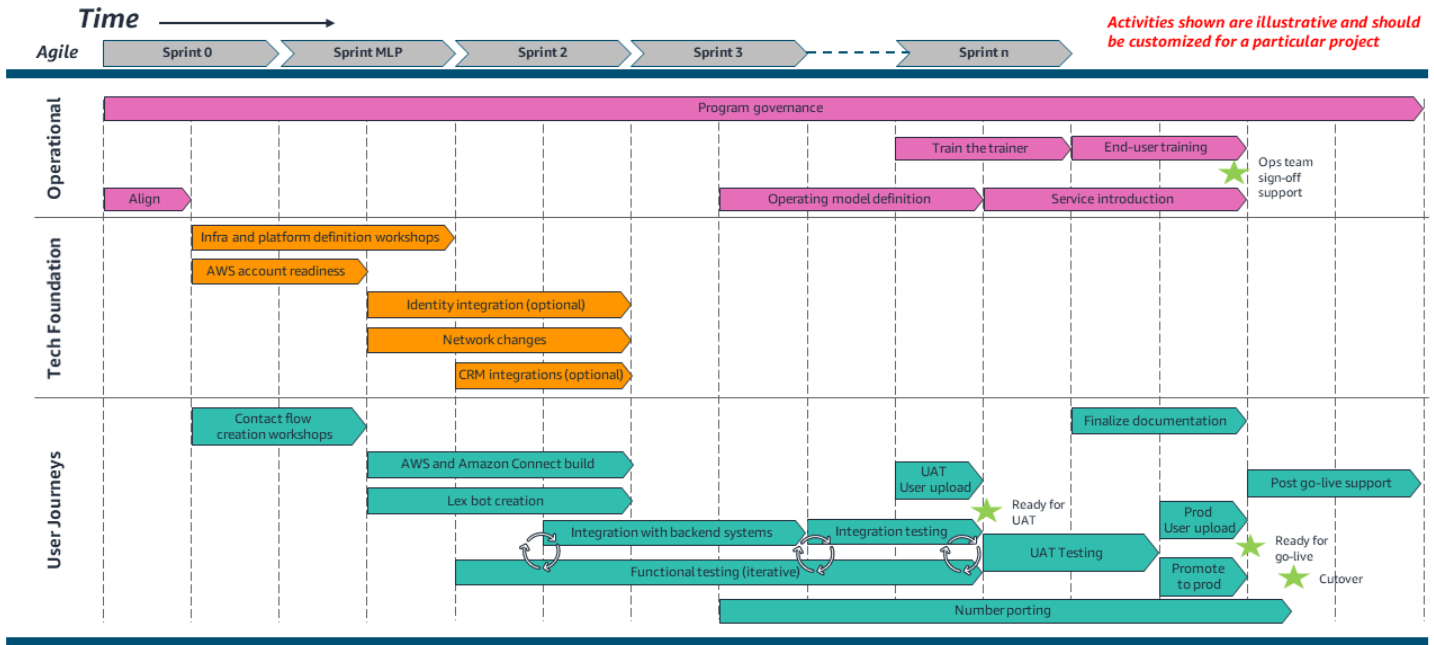 Time
Activities shown are illustrative and should
be customized for a particular project
Agile
Sprint 0
Sprint MLP
Sprint 2
Sprint 3
Sprint n
Operational
Program governance
Train the trainer
End-user training
Ops team
sign-off
support
Align
Operating model definition
Service introduction
Tech Foundation
Infra and platform definition workshops
AWS account readiness
Identity integration (optional)
Network changes
CRM integrations (optional)
User Journeys
Contact flow
creation workshops
Finalize documentation
AWS and Amazon Connect build
UAT
User upload
Post go-live support
Lex bot creation
Ready for
UAT
Prod
User upload
Integration with backend systems
Integration testing
UAT Testing
Ready for
go-live
Functional testing (iterative)
Promote
to prod
Cutover
Number porting